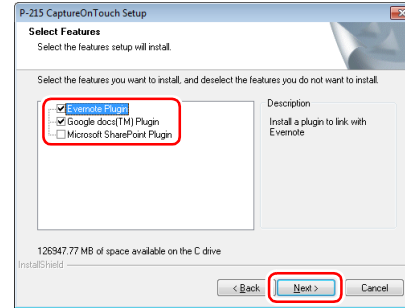 P-215 CaptureOnTouch Setup
Select Features
Select the features setup will install.
Select the features you want to install, and deselect the features you do not want to install.
Evernote Plugin
Google docs(TM) Plugin
Microsoft SharePoint Plugin
Description
Install a plugin to link with
Evernote
126947.77 MB of space available on the C drive
InstallShield
< Back
Next >
Cancel